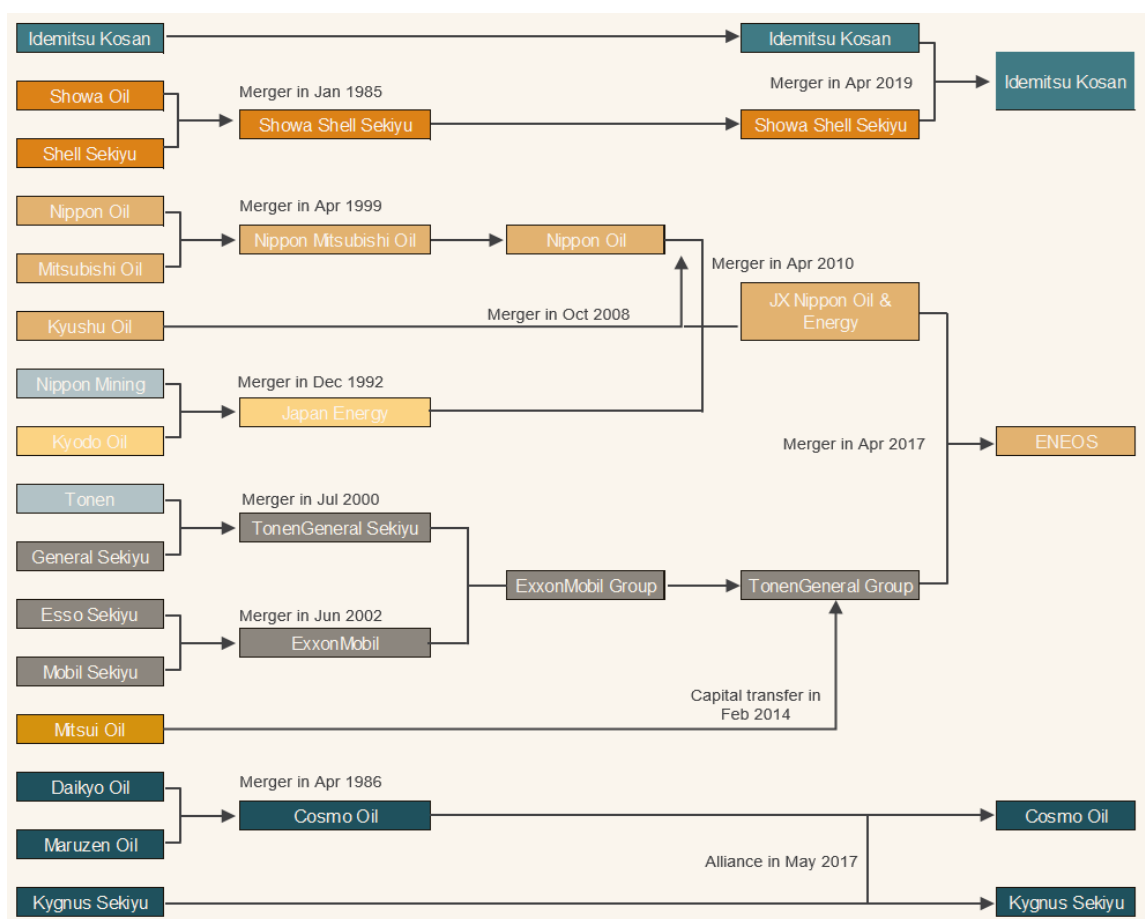 Idemitsu Kosan
Idemitsu Kosan
Idemitsu Kosan
Merger in Apr 2019
Showa Oil
Merger in Jan 1985
Showa Shell Sekiyu
Showa Shell Sekiyu
Shell Sekiyu
Nippon Oil
Merger in Apr 1999
Nippon Mitsubishi Oil
Nippon Oil
Mitsubishi Oil
Merger in Apr 2010
JX Nippon Oil &
Energy
Kyushu Oil
Merger in Oct 2008
Nippon Mining
Merger in Dec 1992
Japan Energy
Kyodo Oil
Merger in Apr 2017
ENEOS
Tonen
Merger in Jul 2000
TonenGeneral Sekiyu
General Sekiyu
ExxonMobil Group
TonenGeneral Group
Esso Sekiyu
Merger in Jun 2002
ExxonMobil
Mobil Sekiyu
Capital transfer in
Feb 2014
Mitsui Oil
Daikyo Oil
Merger in Apr 1986
Cosmo Oil
Cosmo Oil
Maruzen Oil
Alliance in May 2017
Kygnus Sekiyu
Kygnus Sekiyu